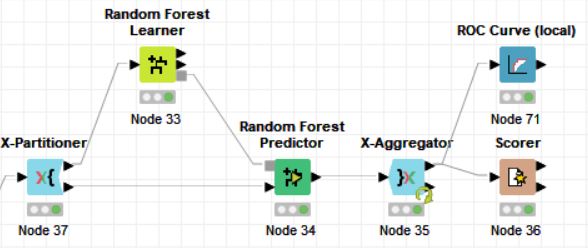 Random Forest
Learner
Node 33
ROC Curve (local)
Node 71
X-Partitioner
X{
Node 37
Random Forest
Predictor
Node 34
X-Aggregator
}X
Node 35
Scorer
Node 36